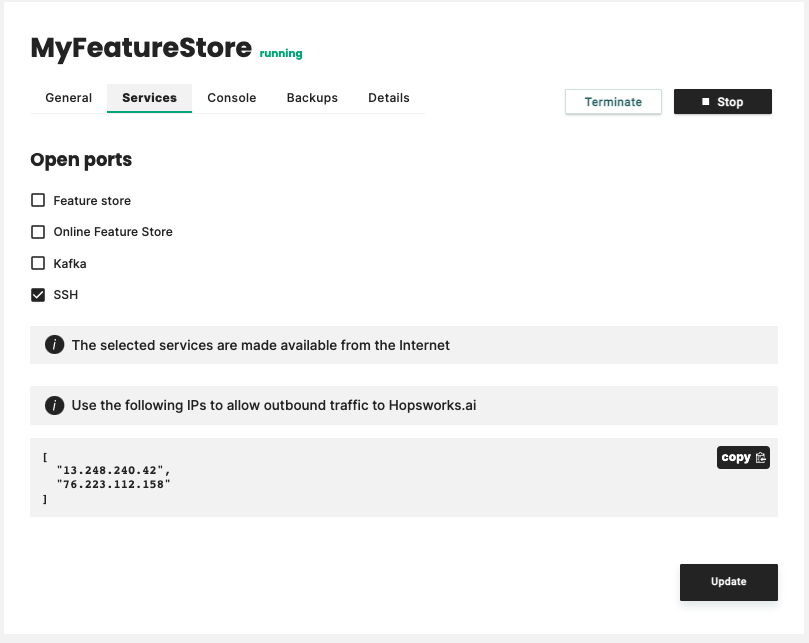 MyFeatureStore running
General Services Console Backups Details Terminate Stop
Open ports
Feature store
Online Feature Store
Kafka
SSH
i The selected services are made available from the Internet
i Use the following IPs to allow outbound traffic to Hopsworks.ai
copy
[
"13.248.240.42",
"76.223.112.158"
]
Update